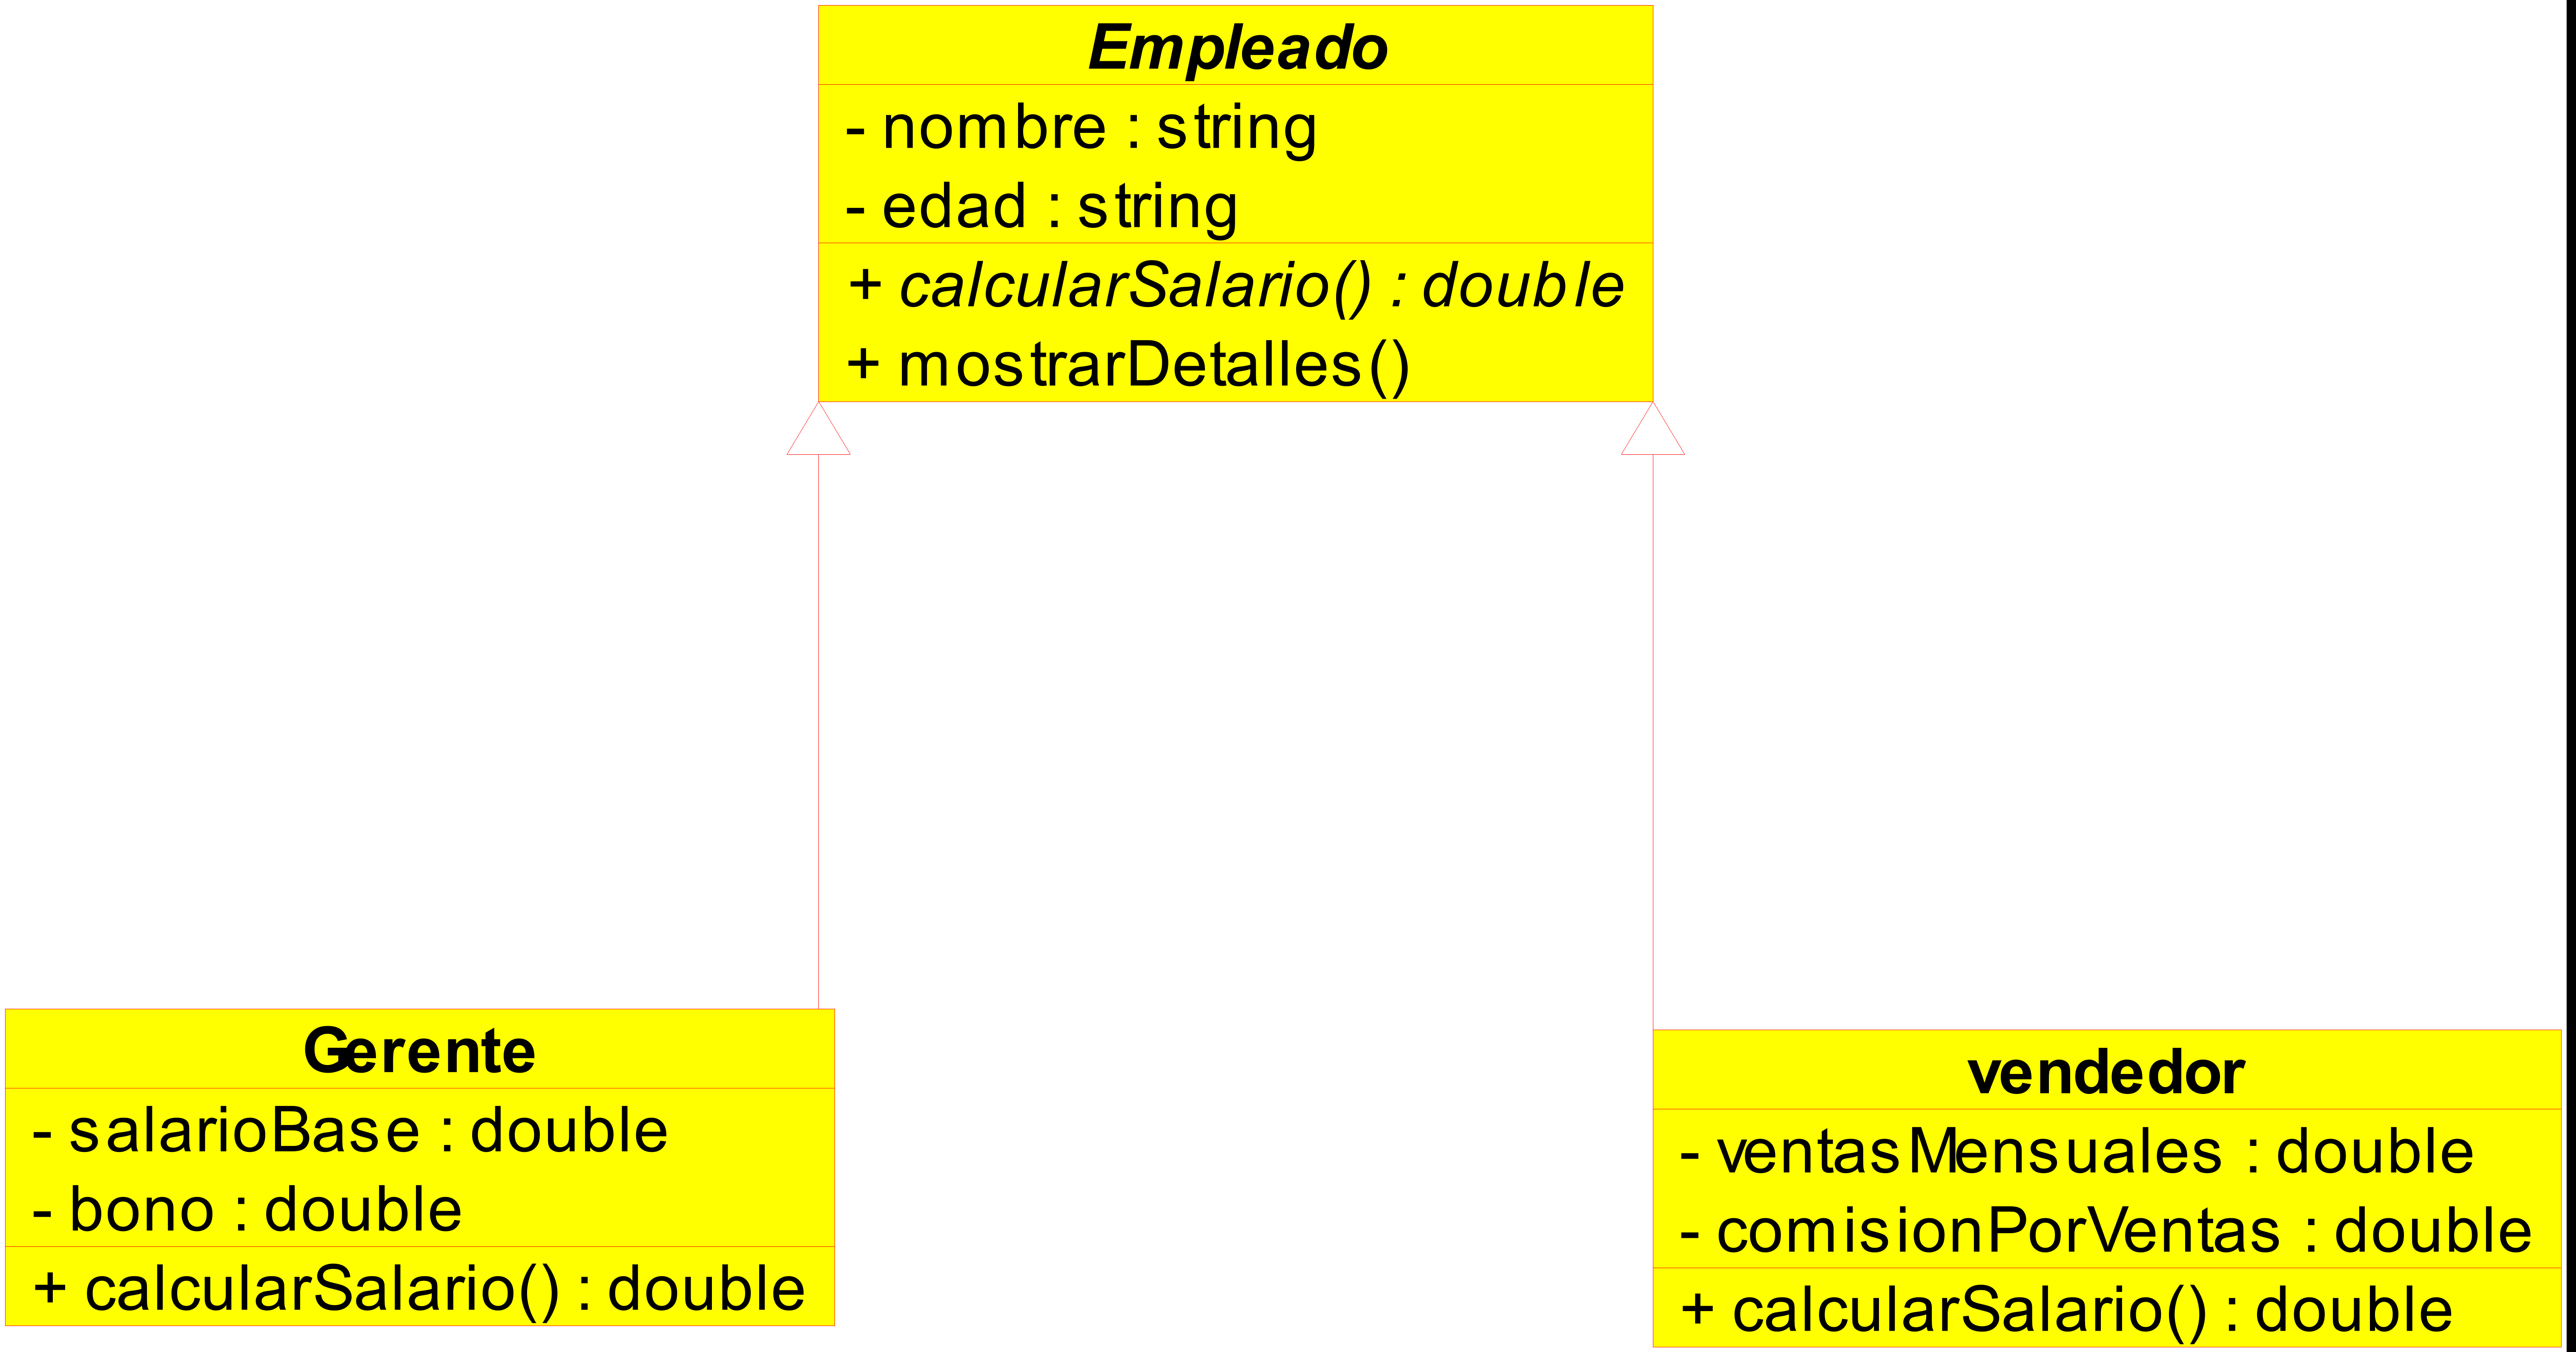 Empleado
- nombre : string
- edad : string
+ calcularSalario() : double
+ mostrarDetalles()
Gerente
- salarioBase : double
- bono : double
+ calcularSalario() : double
vendedor
- ventasMensuales : double
- comisionPorVentas : double
+ calcularSalario() : double